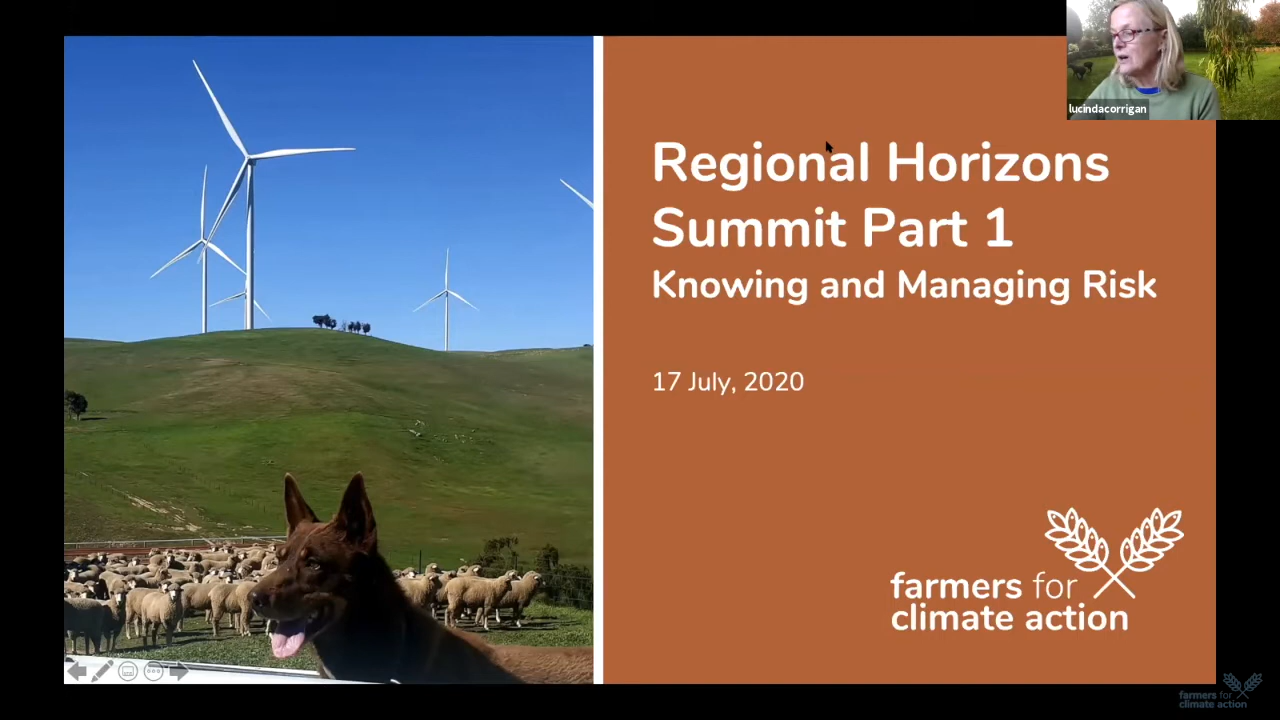 lucindacorrigan
Regional Horizons
Summit Part 1
Knowing and Managing Risk
17 July, 2020
farmers for
climate action
farmers for
climate action